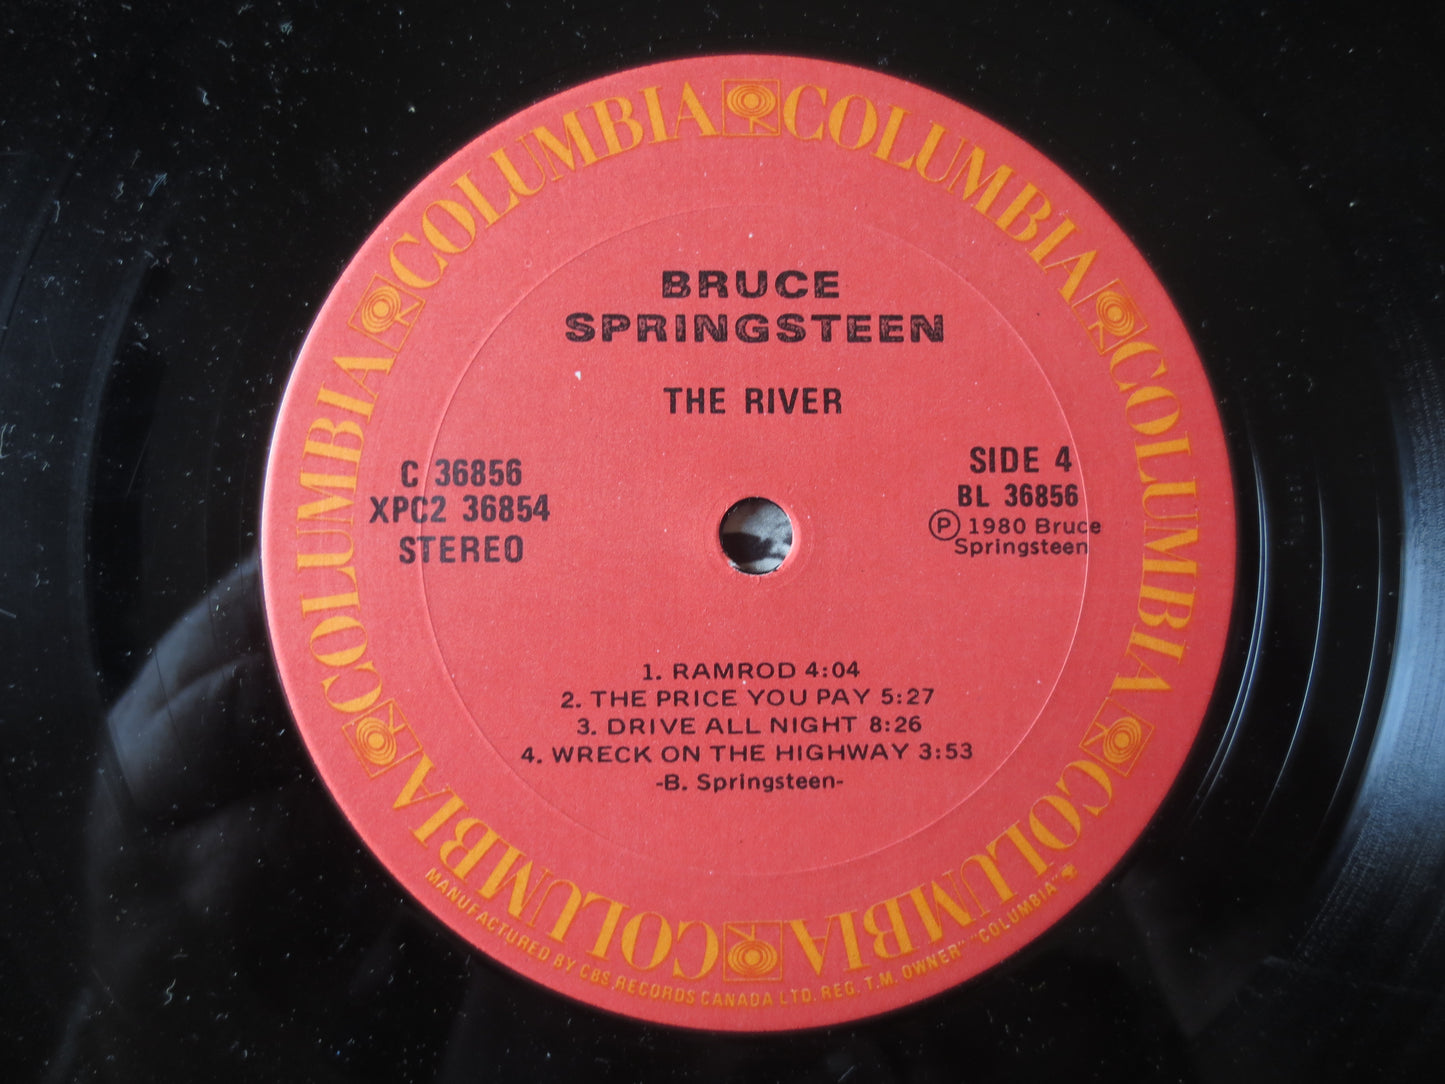 COLUMBIA COLUMBIA COLUMBIA COLUMBIA COLUMBIA COLUMBIA COLUMBIA COLUMBIA
BRUCE
SPRINGSTEEN
THE RIVER
C 36856
XPC2 36854
STEREO
SIDE 4
BL 36856
Ⓟ 1980 Bruce
Springsteen
1. RAMROD 4:04
2. THE PRICE YOU PAY 5:27
3. DRIVE ALL NIGHT 8:26
4. WRECK ON THE HIGHWAY 3:53
-B. Springsteen-
MANUFACTURED BY CBS RECORDS CANADA LTD. REG. T.M. OWNER" "COLUMBIA"